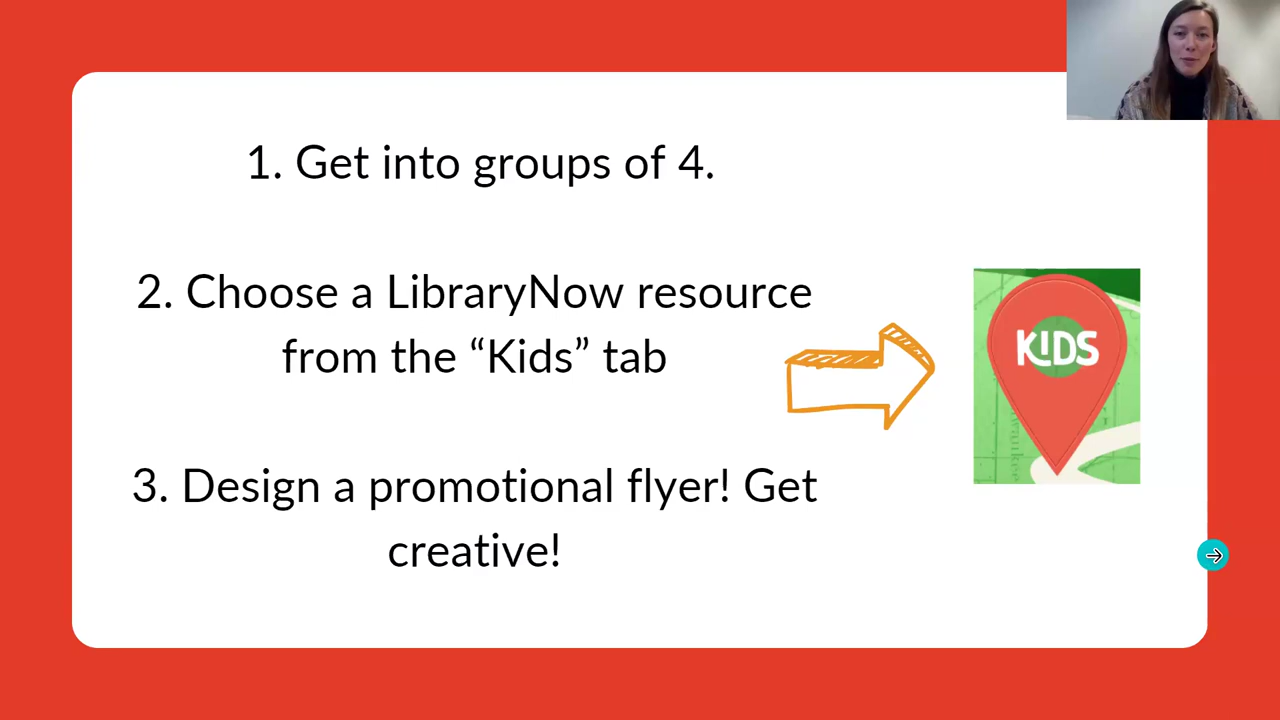 1. Get into groups of 4.
2. Choose a LibraryNow resource
from the “Kids” tab
KIDS
3. Design a promotional flyer! Get
creative!